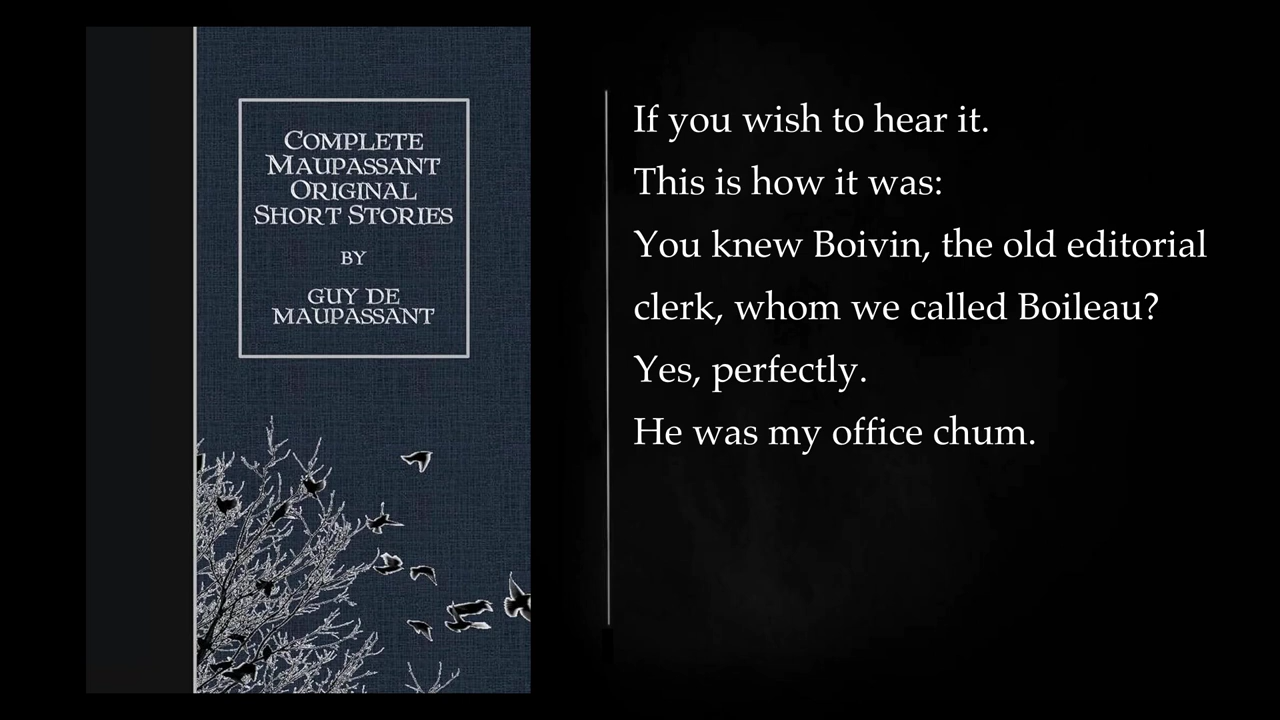 COMPLETE
MAUPASSANT
ORIGINAL
SHORT STORIES
BY
GUY DE
MAUPASSANT
If you wish to hear it.
This is how it was:
You knew Boivin, the old editorial
clerk, whom we called Boileau?
Yes, perfectly.
He was my office chum.